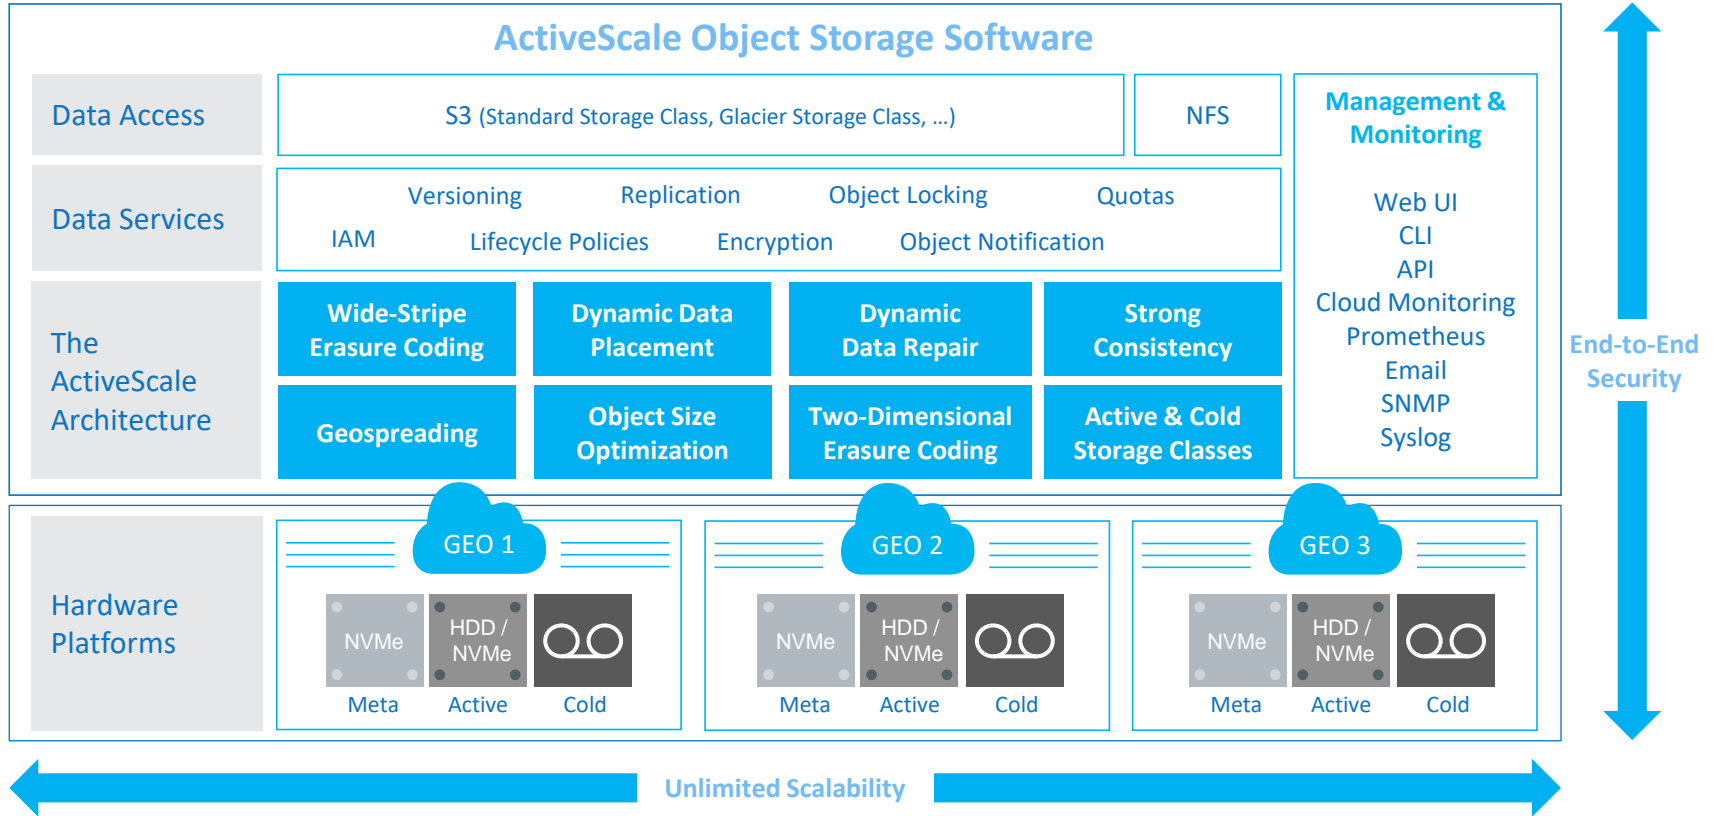 ActiveScale Object Storage Software
Data Access
S3 (Standard Storage Class, Glacier Storage Class, ...)
NFS
Management &
Monitoring
Web UI
CLI
API
Cloud Monitoring
Prometheus
Email
SNMP
Syslog
Data Services
Versioning Replication Object Locking Quotas
IAM Lifecycle Policies Encryption Object Notification
The
ActiveScale
Architecture
Wide-Stripe
Erasure Coding
Dynamic Data
Placement
Dynamic
Data Repair
Strong
Consistency
Geospreading
Object Size
Optimization
Two-Dimensional
Erasure Coding
Active & Cold
Storage Classes
End-to-End
Security
Hardware
Platforms
GEO 1
NVMe
HDD /
NVMe
Meta Active Cold
GEO 2
NVMe
HDD /
NVMe
Meta Active Cold
GEO 3
NVMe
HDD /
NVMe
Meta Active Cold
Unlimited Scalability